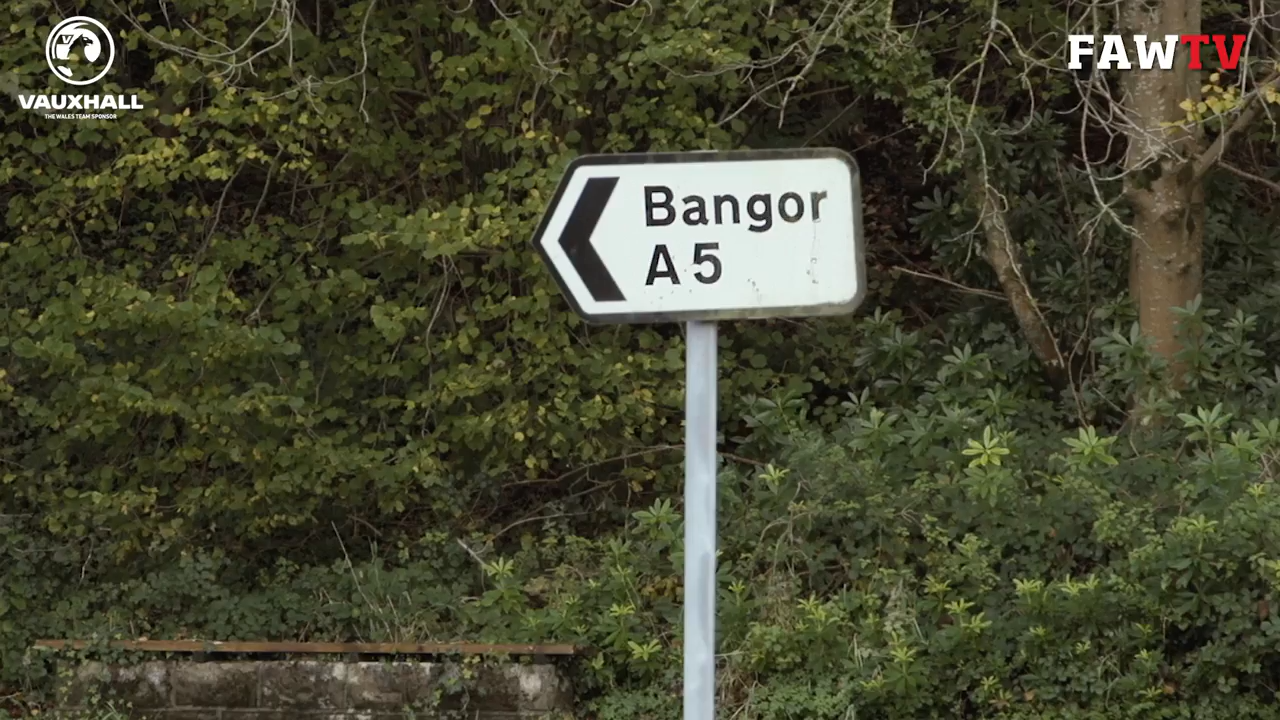 VAUXHALL
THE WALES TEAM SPONSOR
FAWTV
Bangor
A5